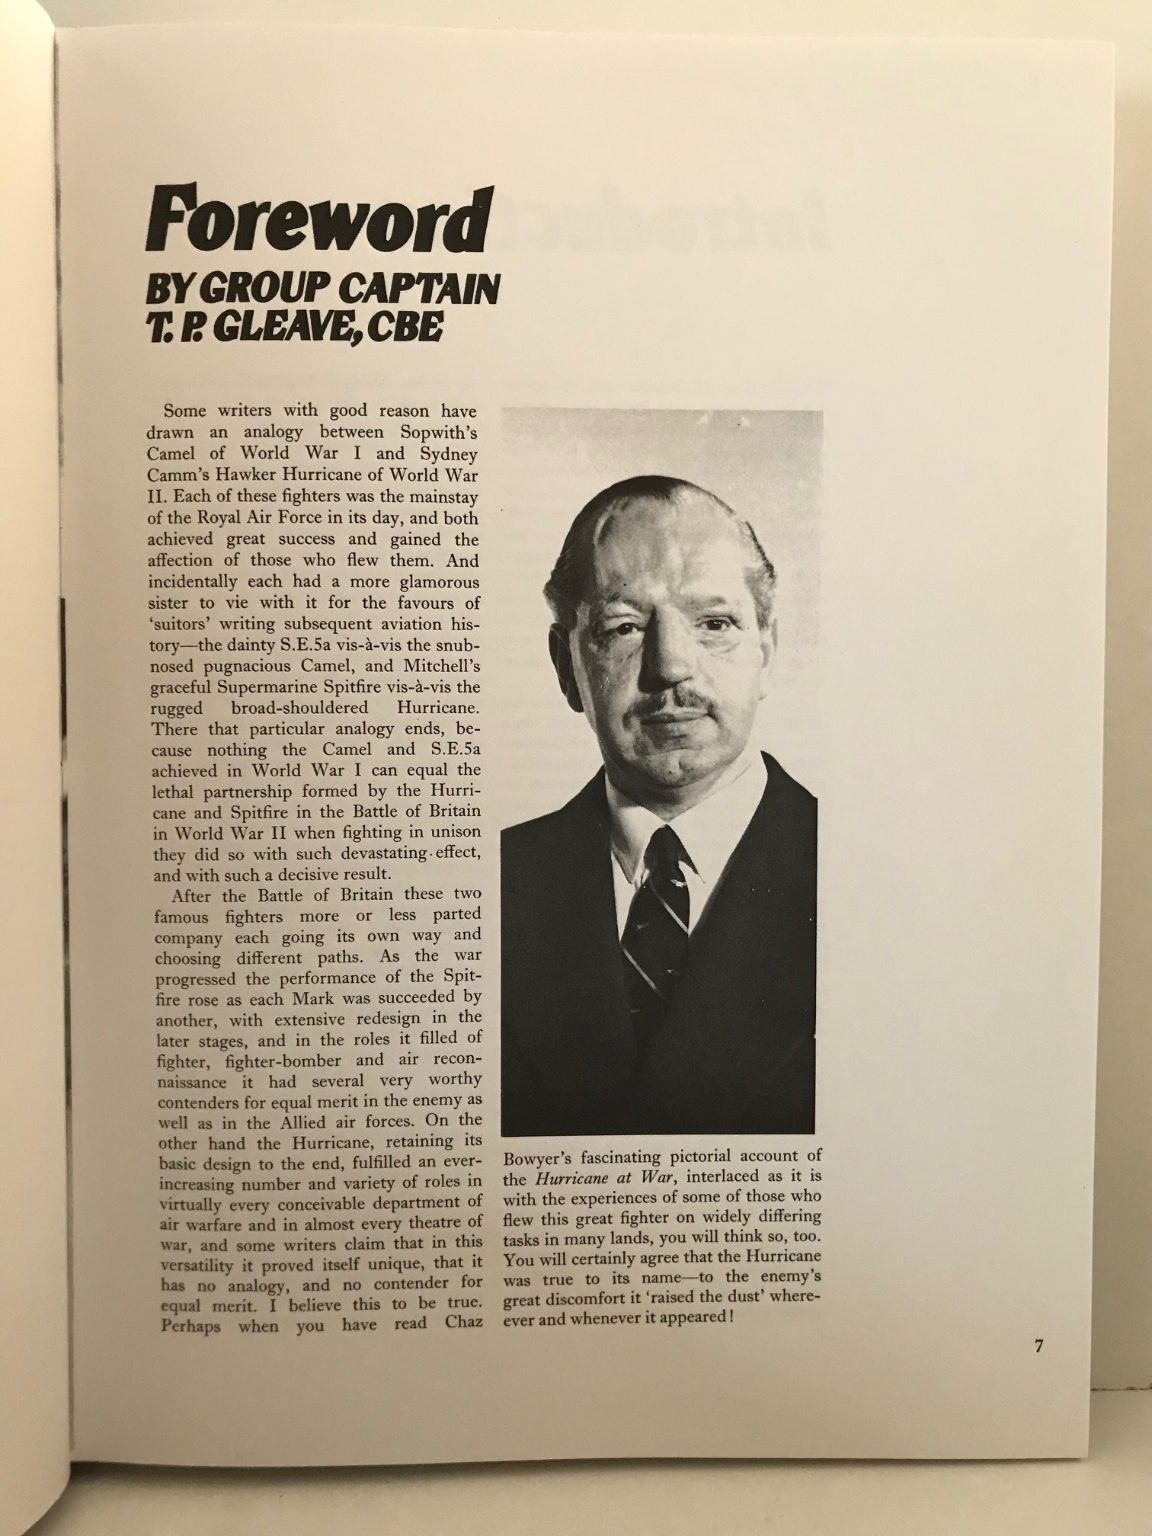 Foreword
BY GROUP CAPTAIN
T. P. GLEAVE, CBE
Some writers with good reason have
drawn an analogy between Sopwith's
Camel of World War I and Sydney
Camm's Hawker Hurricane of World War
II. Each of these fighters was the mainstay
of the Royal Air Force in its day, and both
achieved great success and gained the
affection of those who flew them. And
incidentally each had a more glamorous
sister to vie with it for the favours of
‘suitors’ writing subsequent aviation his-
tory—the dainty S.E.5a vis-à-vis the snub-
nosed pugnacious Camel, and Mitchell's
graceful Supermarine Spitfire vis-à-vis the
rugged broad-shouldered Hurricane.
There that particular analogy ends, be-
cause nothing the Camel and S.E.5a
achieved in World War I can equal the
lethal partnership formed by the Hurri-
cane and Spitfire in the Battle of Britain
in World War II when fighting in unison
they did so with such devastating effect,
and with such a decisive result.
After the Battle of Britain these two
famous fighters more or less parted
company each going its own way and
choosing different paths. As the war
progressed the performance of the Spit-
fire rose as each Mark was succeeded by
another, with extensive redesign in the
later stages, and in the roles it filled of
fighter, fighter-bomber and air recon-
naissance it had several very worthy
contenders for equal merit in the enemy as
well as in the Allied air forces. On the
other hand the Hurricane, retaining its
basic design to the end, fulfilled an ever-
increasing number and variety of roles in
virtually every conceivable department of
air warfare and in almost every theatre of
war, and some writers claim that in this
versatility it proved itself unique, that it
has no analogy, and no contender for
equal merit. I believe this to be true.
Perhaps when you have read Chaz
Bowyer's fascinating pictorial account of
the Hurricane at War, interlaced as it is
with the experiences of some of those who
flew this great fighter on widely differing
tasks in many lands, you will think so, too.
You will certainly agree that the Hurricane
was true to its name—to the enemy's
great discomfort it ‘raised the dust’ where-
ever and whenever it appeared!
7